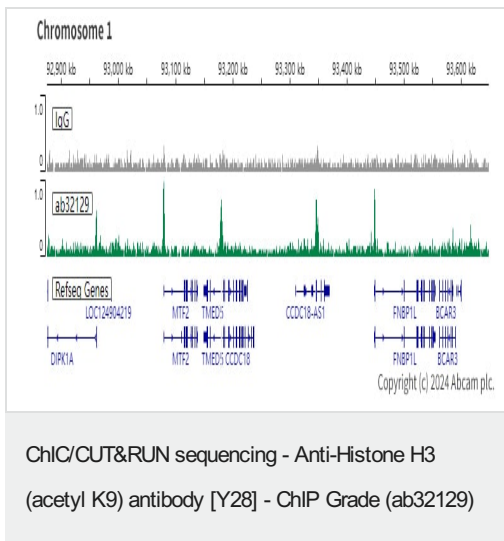 Chromosome 1
92,900 kb 93,000 kb 93,100 kb 93,200 kb 93,300 kb 93,400 kb 93,500 kb 93,600 kb
1.0
IgG
0
1.0
ab32129
0
Refseq Genes
LOC124904219 MTF2 TMED5 CCDC18-AS1 FNBP1L BCAR3
DIPK1A MTF2 TMED5 CCDC18 FNBP1L BCAR3
Copyright (c) 2024 Abcam plc.
ChIC/CUT&RUN sequencing - Anti-Histone H3
(acetyl K9) antibody [Y28] - ChIP Grade (ab32129)